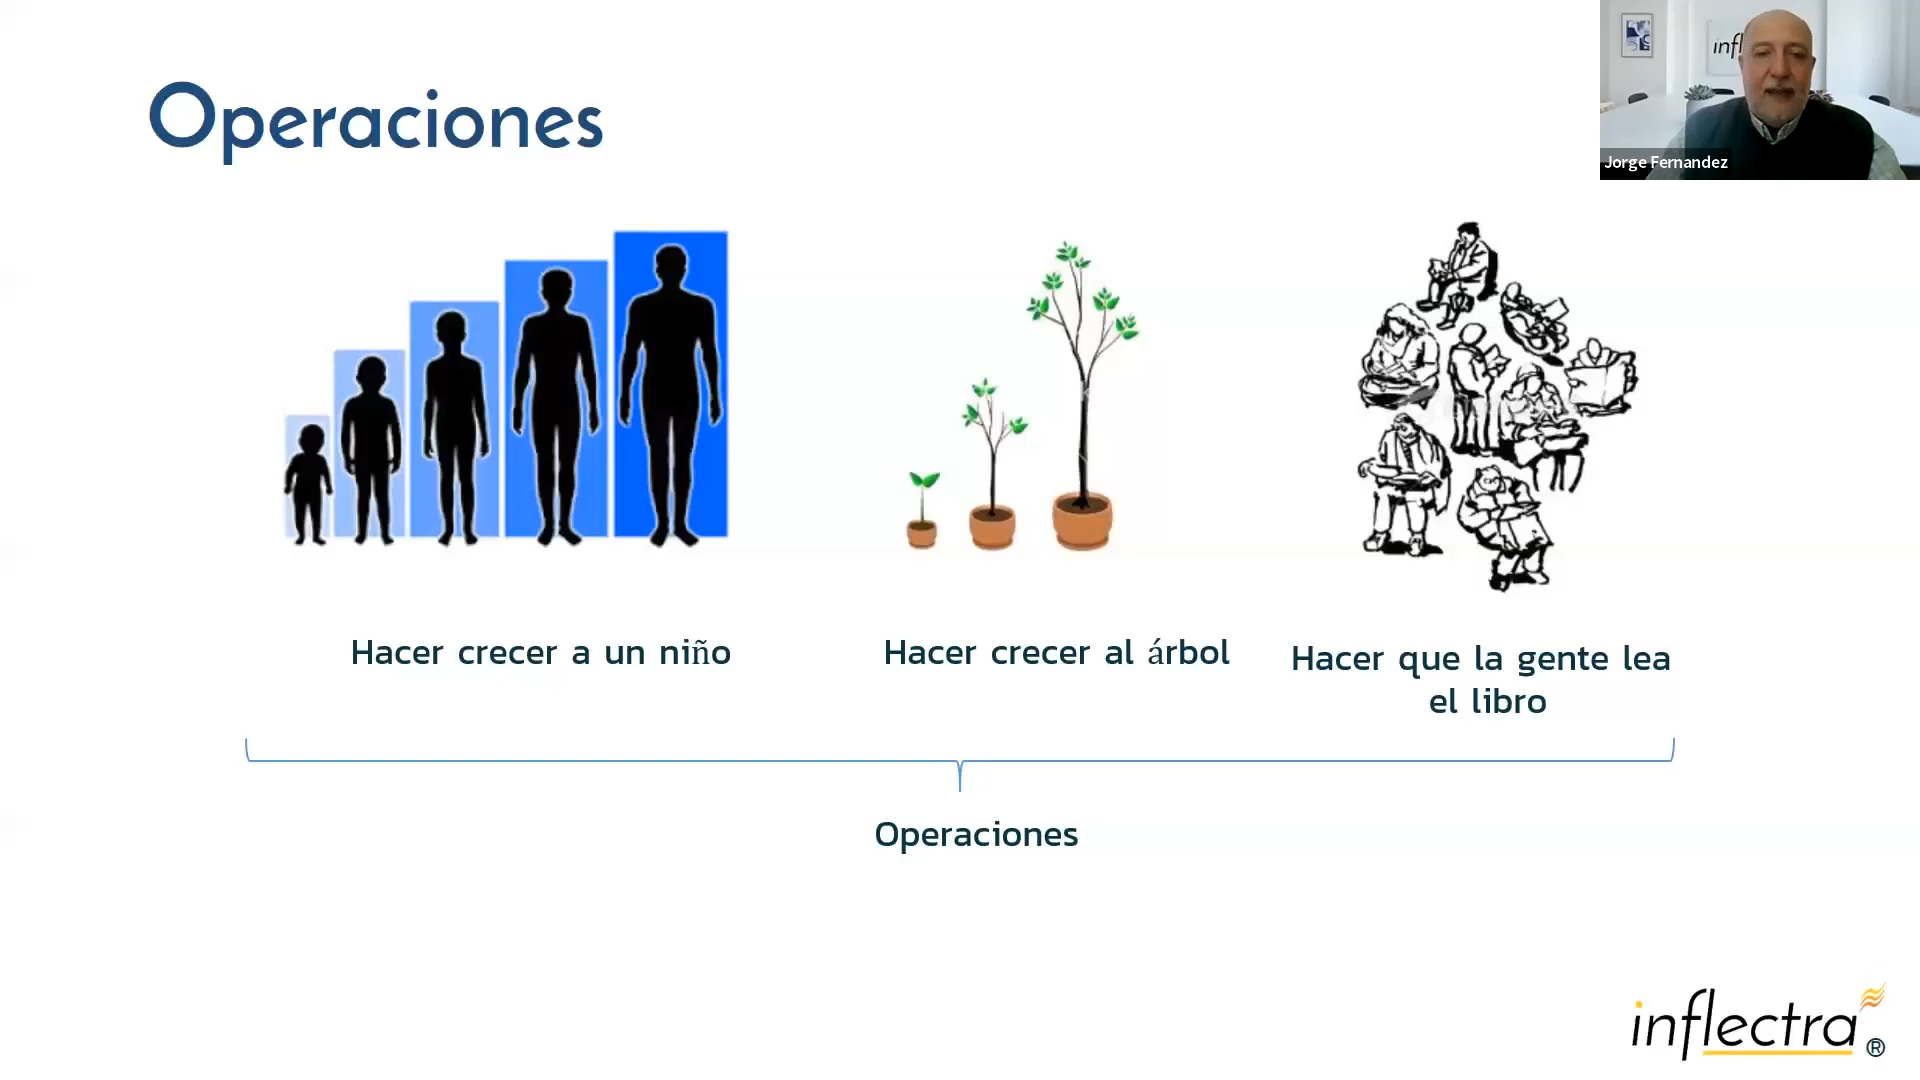 Operaciones
infl
Jorge Fernandez
Hacer crecer a un niño
Hacer crecer al árbol
Hacer que la gente lea
el libro
Operaciones
inflectra
®